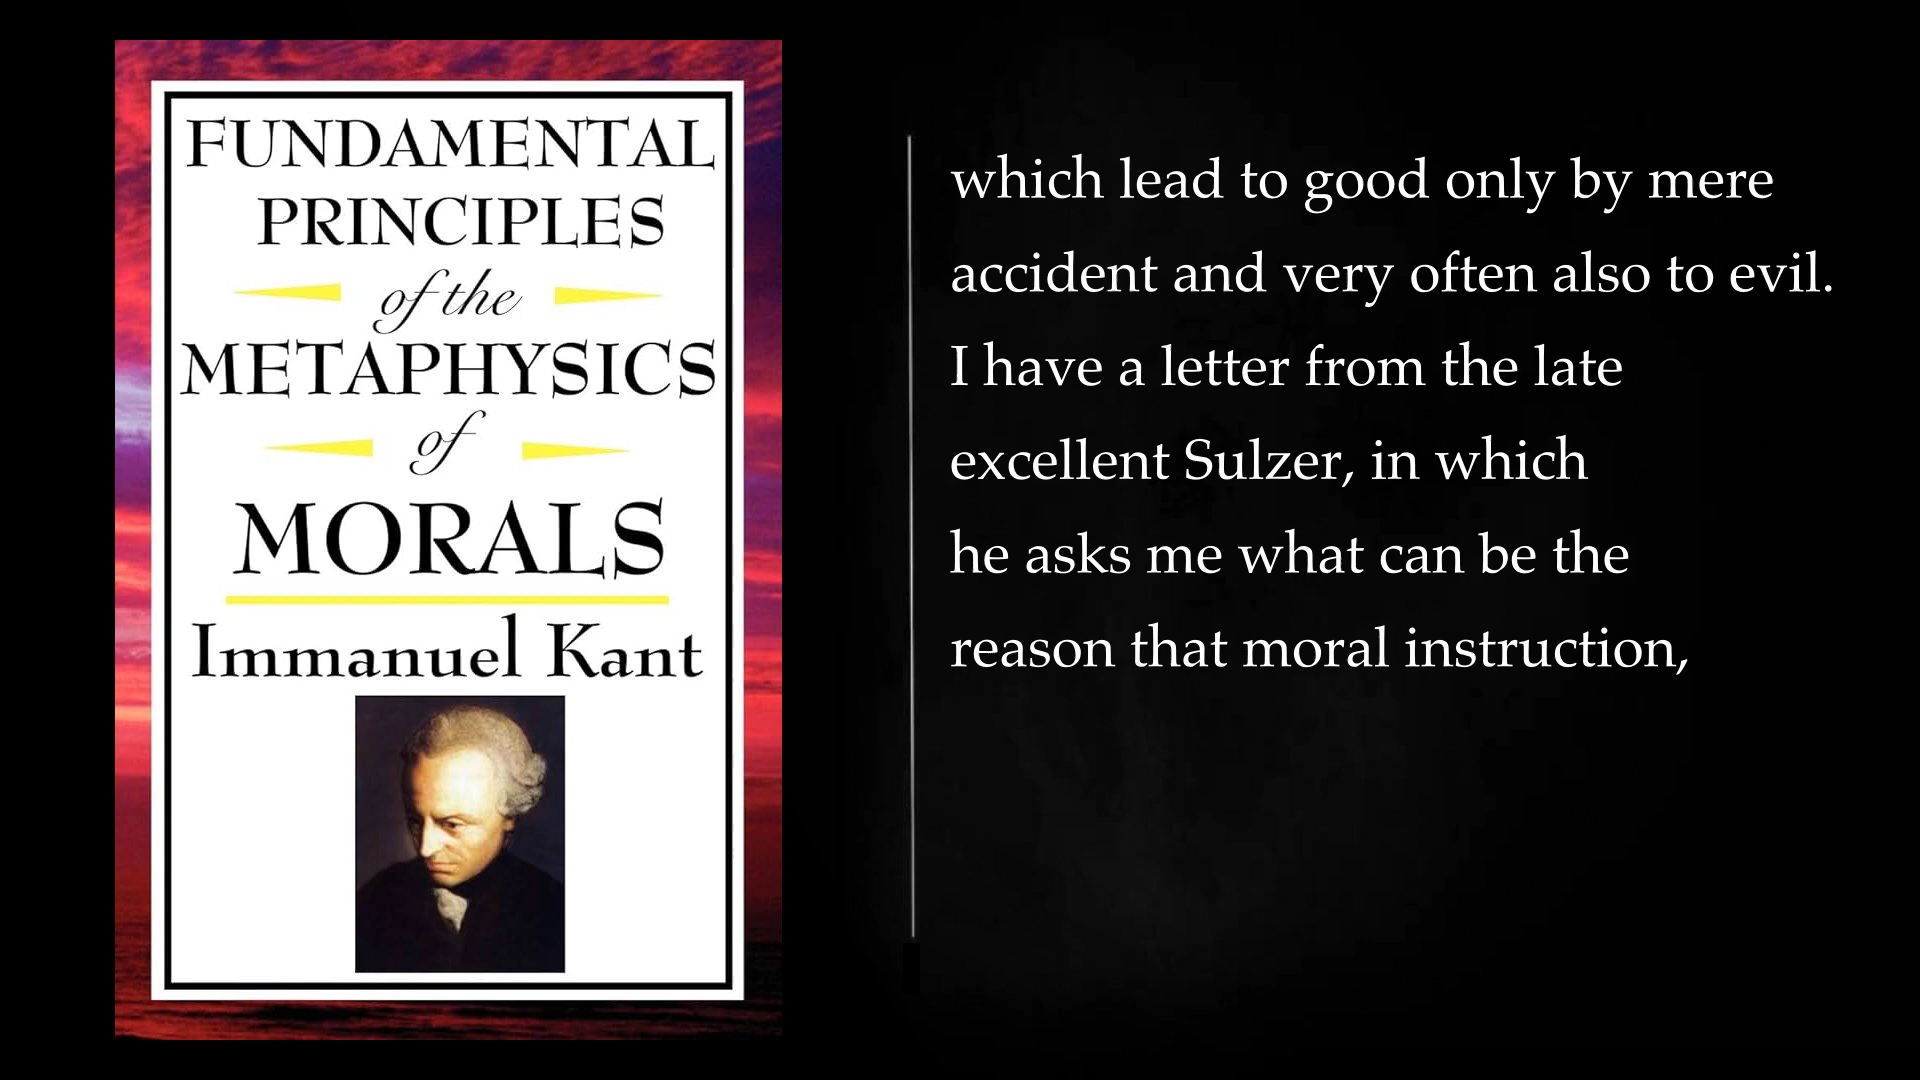 FUNDAMENTAL
PRINCIPLES
of the
METAPHYSICS
of
MORALS
Immanuel Kant
which lead to good only by mere
accident and very often also to evil.
I have a letter from the late
excellent Sulzer, in which
he asks me what can be the
reason that moral instruction,